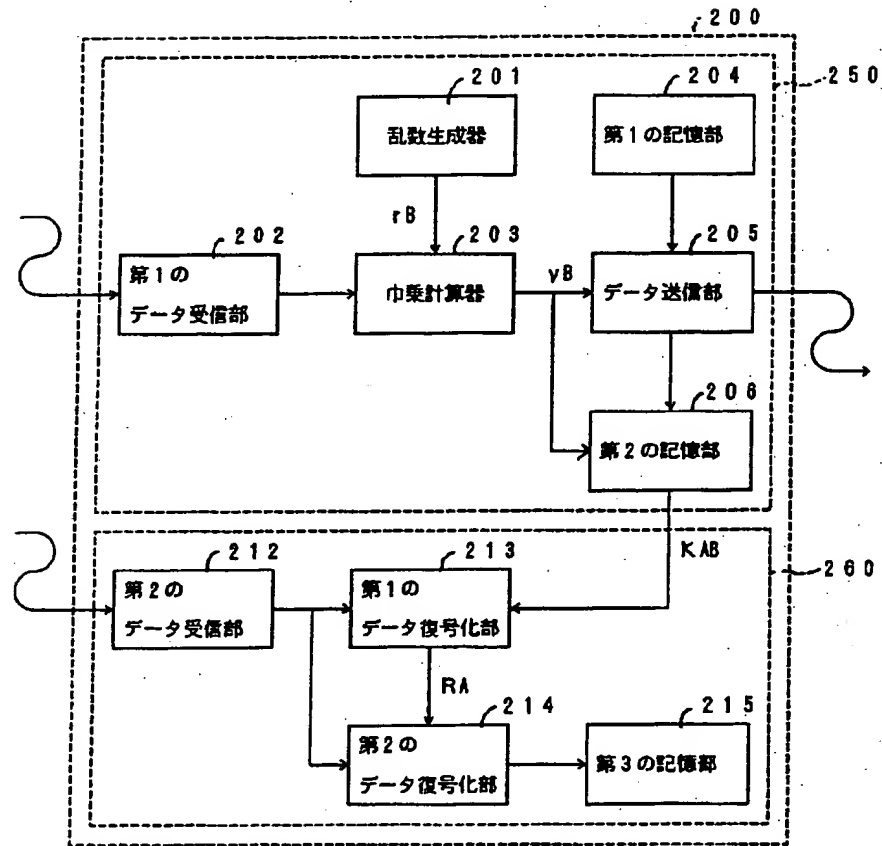 200
250
201
204
乱数生成器
第1の記憶部
rB
202
203
205
第1の
データ受信部
巾乗計算器
yB
データ送信部
206
第2の記憶部
KAB
212
213
260
第2の
データ受信部
第1の
データ復号化部
RA
214
215
第2の
データ復号化部
第3の記憶部